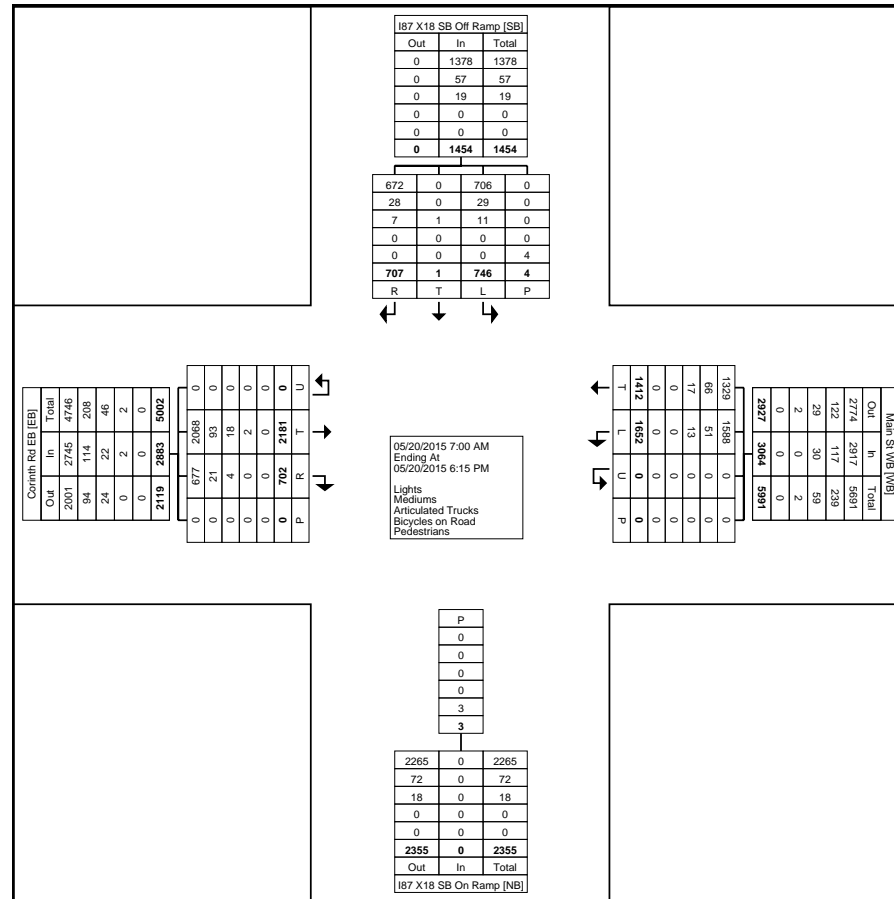 I87 X18 SB Off Ramp [SB]
Out In Total
0 1378 1378
0 57 57
0 19 19
0 0 0
0 0 0
0 1454 1454
672 0 706 0
28 0 29 0
7 1 11 0
0 0 0 0
0 0 0 4
707 1 746 4
R T L P
Corinth Rd EB [EB]
Out In Total
2001 2745 4746
94 114 208
24 22 46
0 2 2
0 0 0
2119 2883 5002
0 677 2068 0
0 21 93 0
0 4 18 0
0 0 2 0
0 0 0 0
0 702 2181 0
P R T U
05/20/2015 7:00 AM
Ending At
05/20/2015 6:15 PM
Lights
Mediums
Articulated Trucks
Bicycles on Road
Pedestrians
Main St WB [WB]
Out In Total
2774 2917 5691
122 117 239
29 30 59
2 0 2
0 0 0
2927 3064 5991
1329 1588 0 0
66 51 0 0
17 13 0 0
0 0 0 0
0 0 0 0
1412 1652 0 0
T L U P
P
0
0
0
0
3
3
2265 0 2265
72 0 72
18 0 18
0 0 0
0 0 0
2355 0 2355
Out In Total
I87 X18 SB On Ramp [NB]